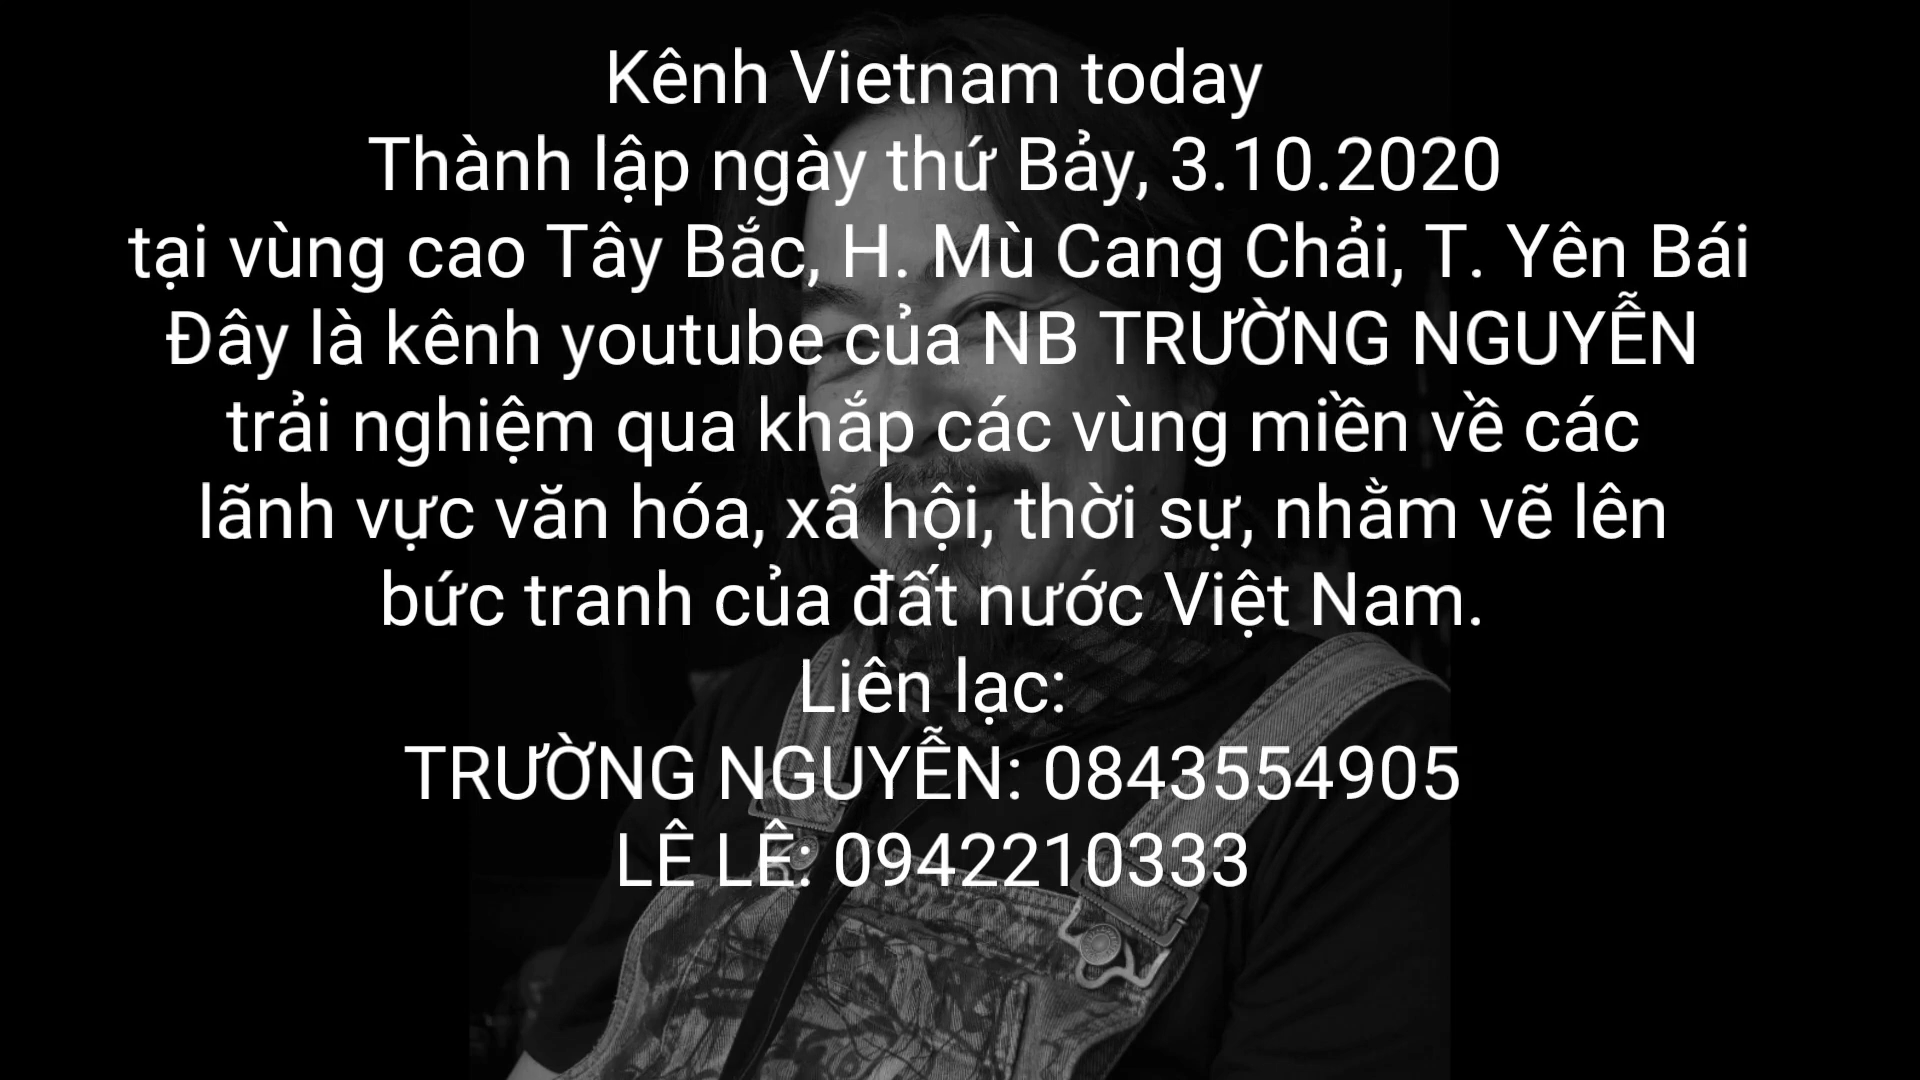 Kênh Vietnam today
Thành lập ngày thứ Bảy, 3.10.2020
tại vùng cao Tây Bắc, H. Mù Cang Chải, T. Yên Bái
Đây là kênh youtube của NB TRƯỜNG NGUYỄN
trải nghiệm qua khắp các vùng miền về các
lãnh vực văn hóa, xã hội, thời sự, nhằm vẽ lên
bức tranh của đất nước Việt Nam.
Liên lạc:
TRƯỜNG NGUYỄN: 0843554905
LÊ LÊ: 0942210333